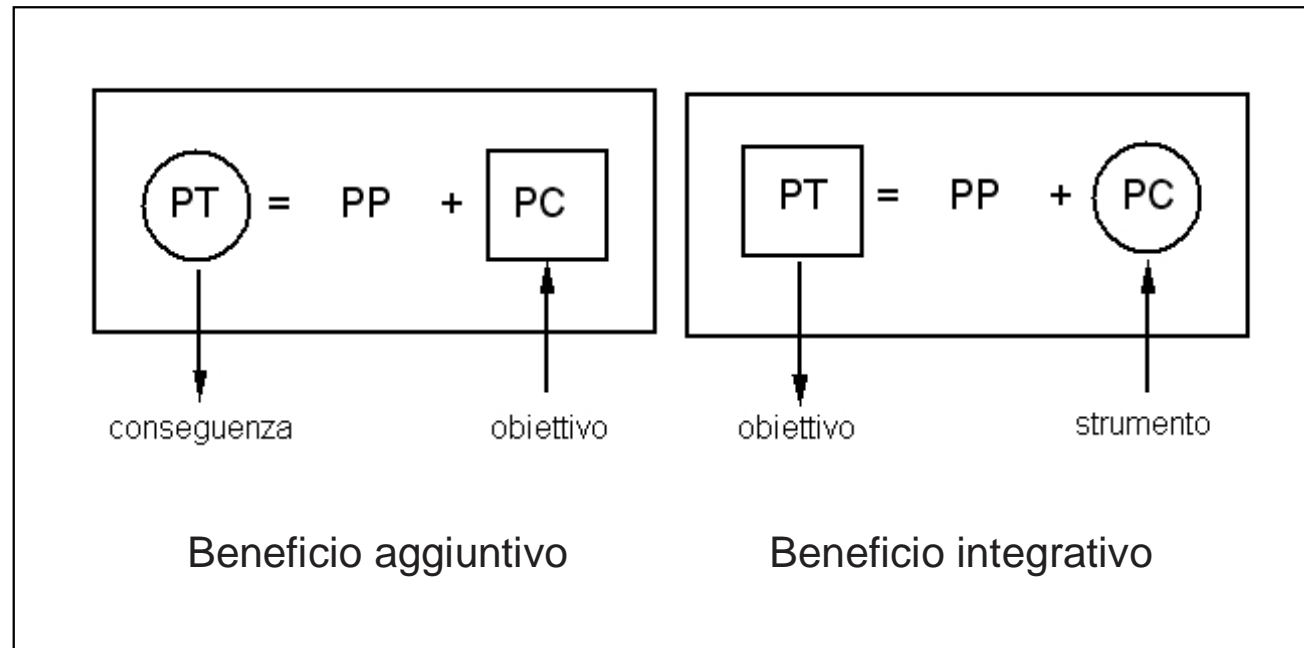 PT = PP + PC
conseguenza
obiettivo
Beneficio aggiuntivo
PT = PP + PC
obiettivo
strumento
Beneficio integrativo